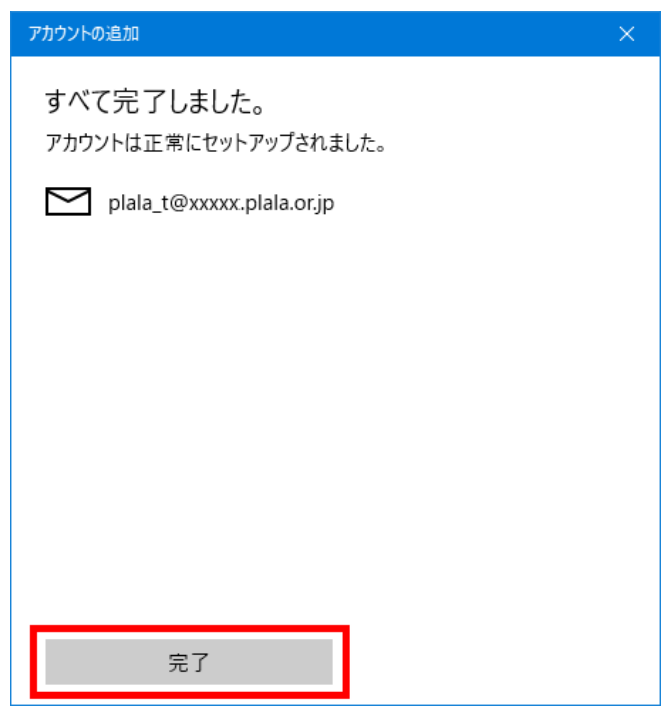 アカウントの追加
すべて完了しました。
アカウントは正常にセットアップされました。
plala_t@xxxxx.plala.or.jp
完了